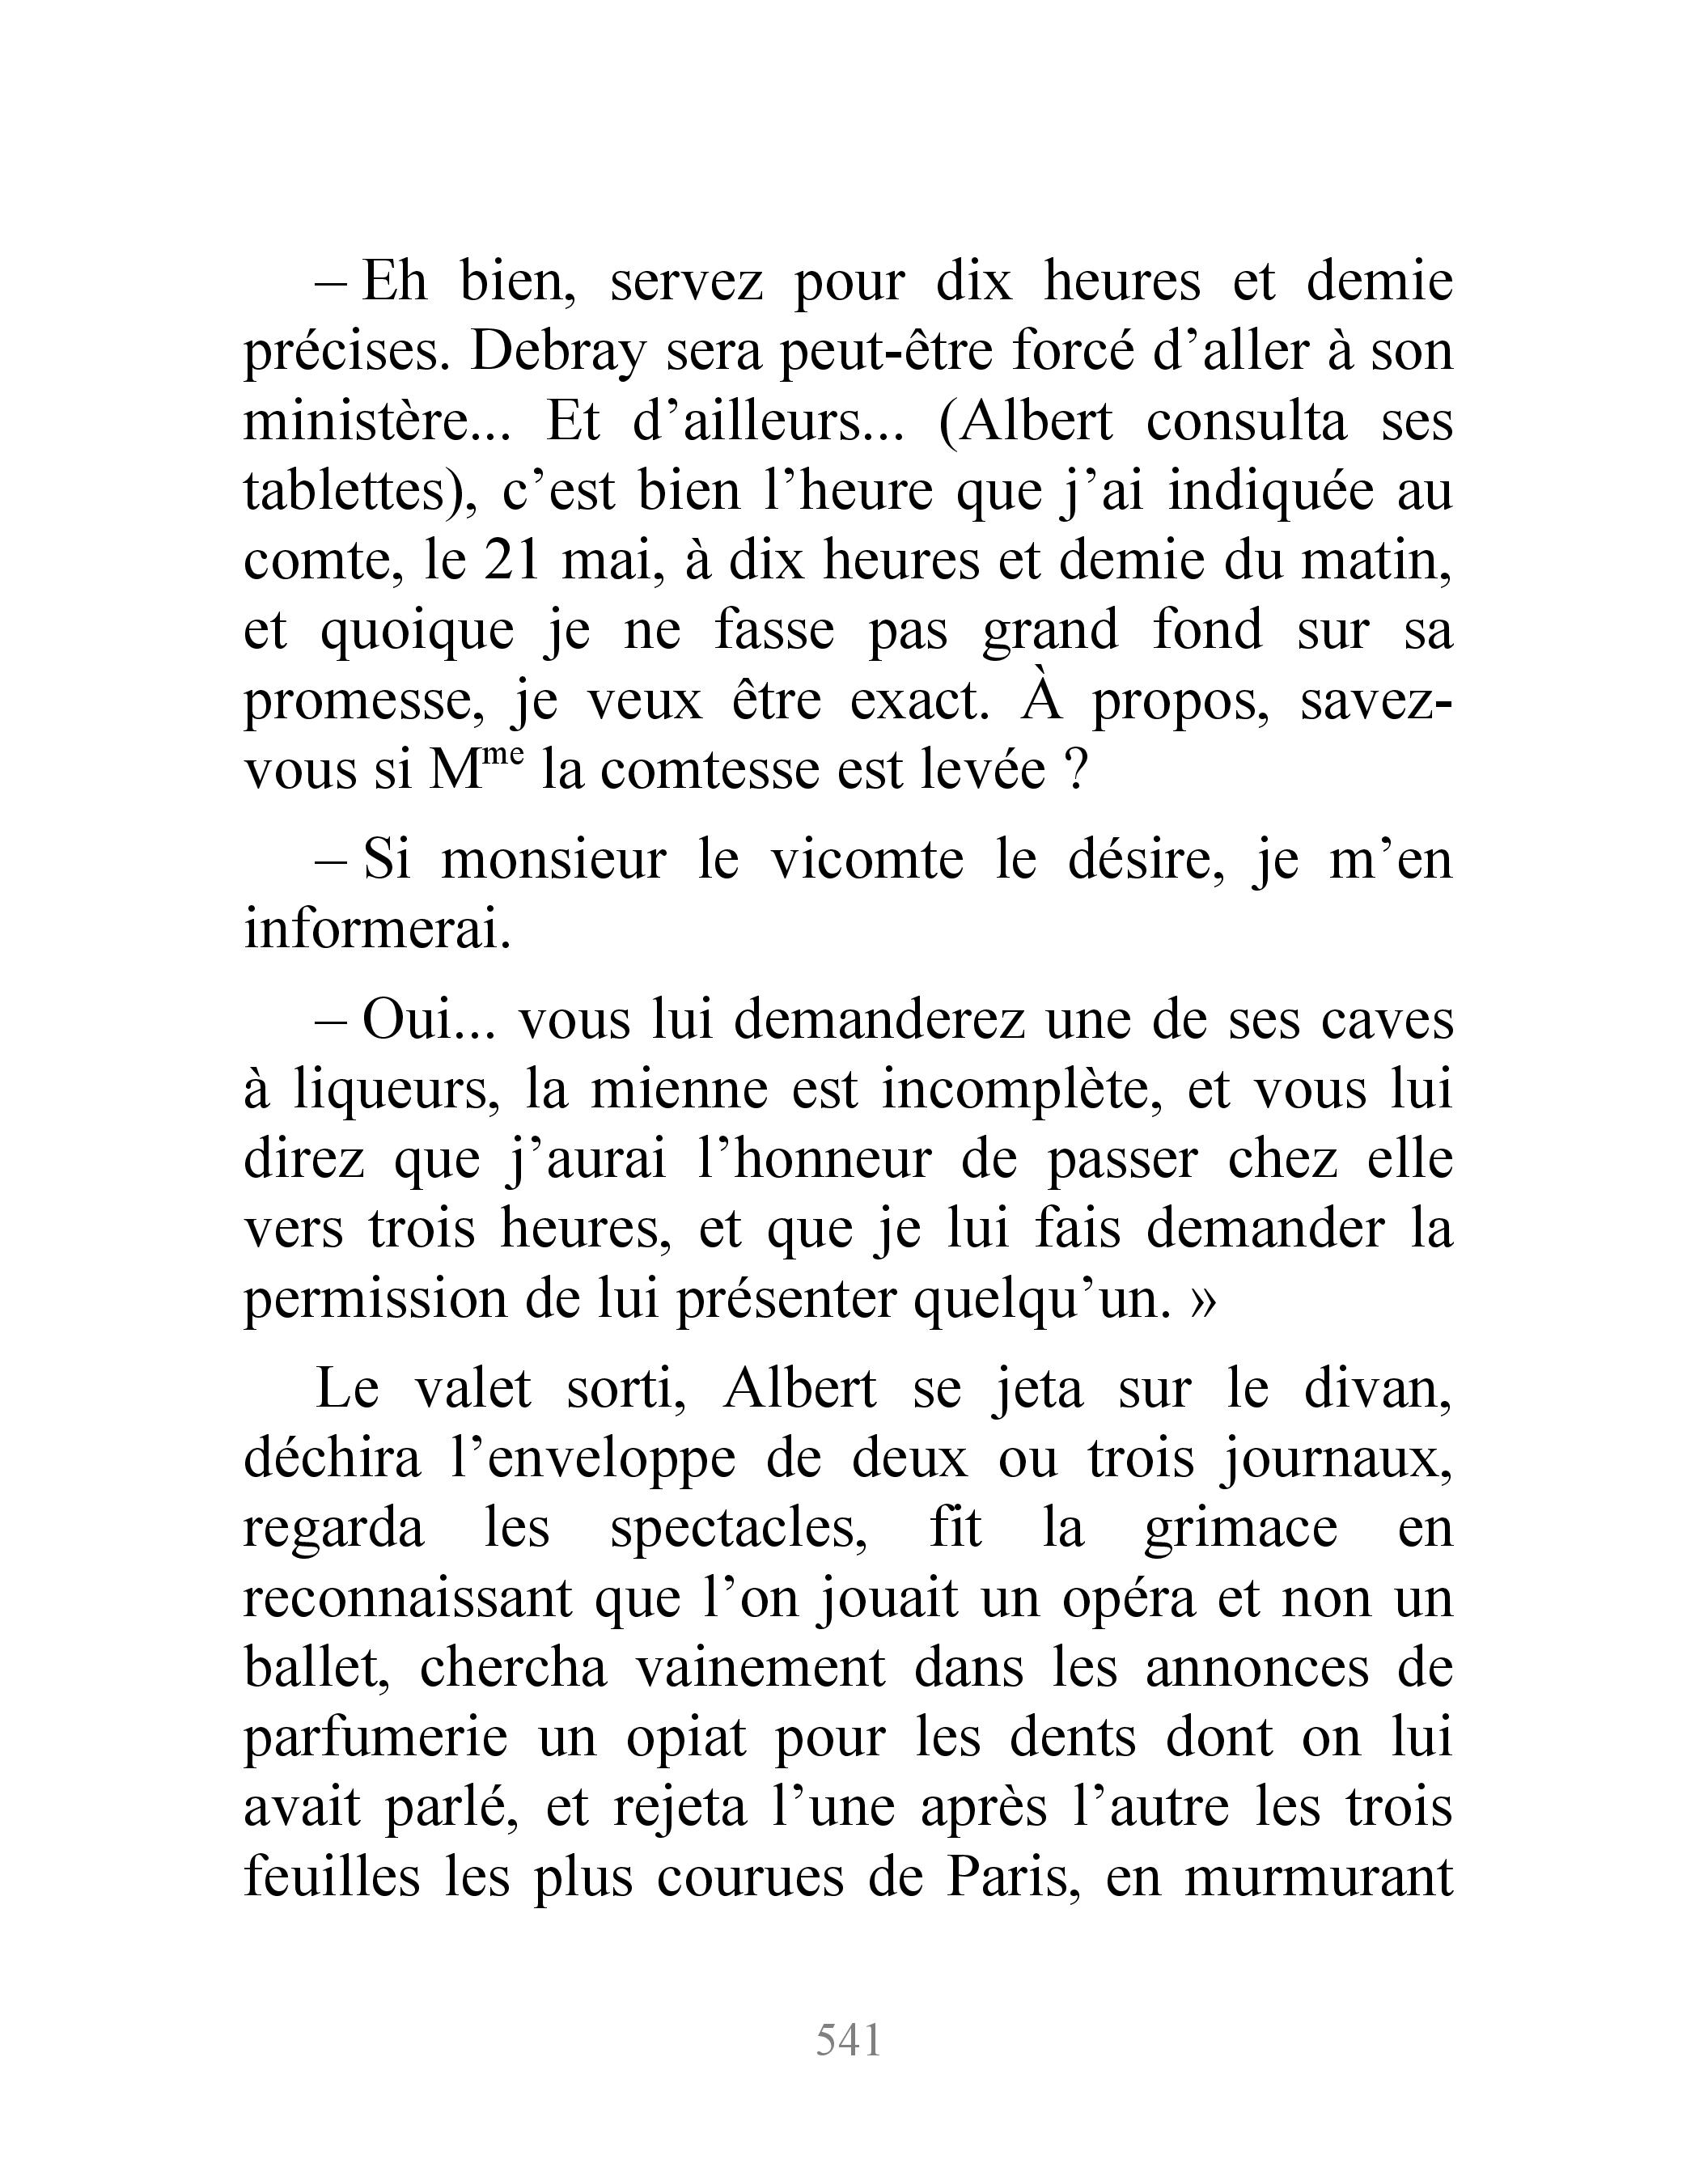 – Eh bien, servez pour dix heures et demie
précises. Debray sera peut-être forcé d’aller à son
ministère... Et d’ailleurs... (Albert consulta ses
tablettes), c’est bien l’heure que j’ai indiquée au
comte, le 21 mai, à dix heures et demie du matin,
et quoique je ne fasse pas grand fond sur sa
promesse, je veux être exact. À propos, savez-
vous si Mme la comtesse est levée ?
– Si monsieur le vicomte le désire, je m’en
informerai.
– Oui... vous lui demanderez une de ses caves
à liqueurs, la mienne est incomplète, et vous lui
direz que j’aurai l’honneur de passer chez elle
vers trois heures, et que je lui fais demander la
permission de lui présenter quelqu’un. »
Le valet sorti, Albert se jeta sur le divan,
déchira l’enveloppe de deux ou trois journaux,
regarda les spectacles, fit la grimace en
reconnaissant que l’on jouait un opéra et non un
ballet, chercha vainement dans les annonces de
parfumerie un opiat pour les dents dont on lui
avait parlé, et rejeta l’une après l’autre les trois
feuilles les plus courues de Paris, en murmurant
541